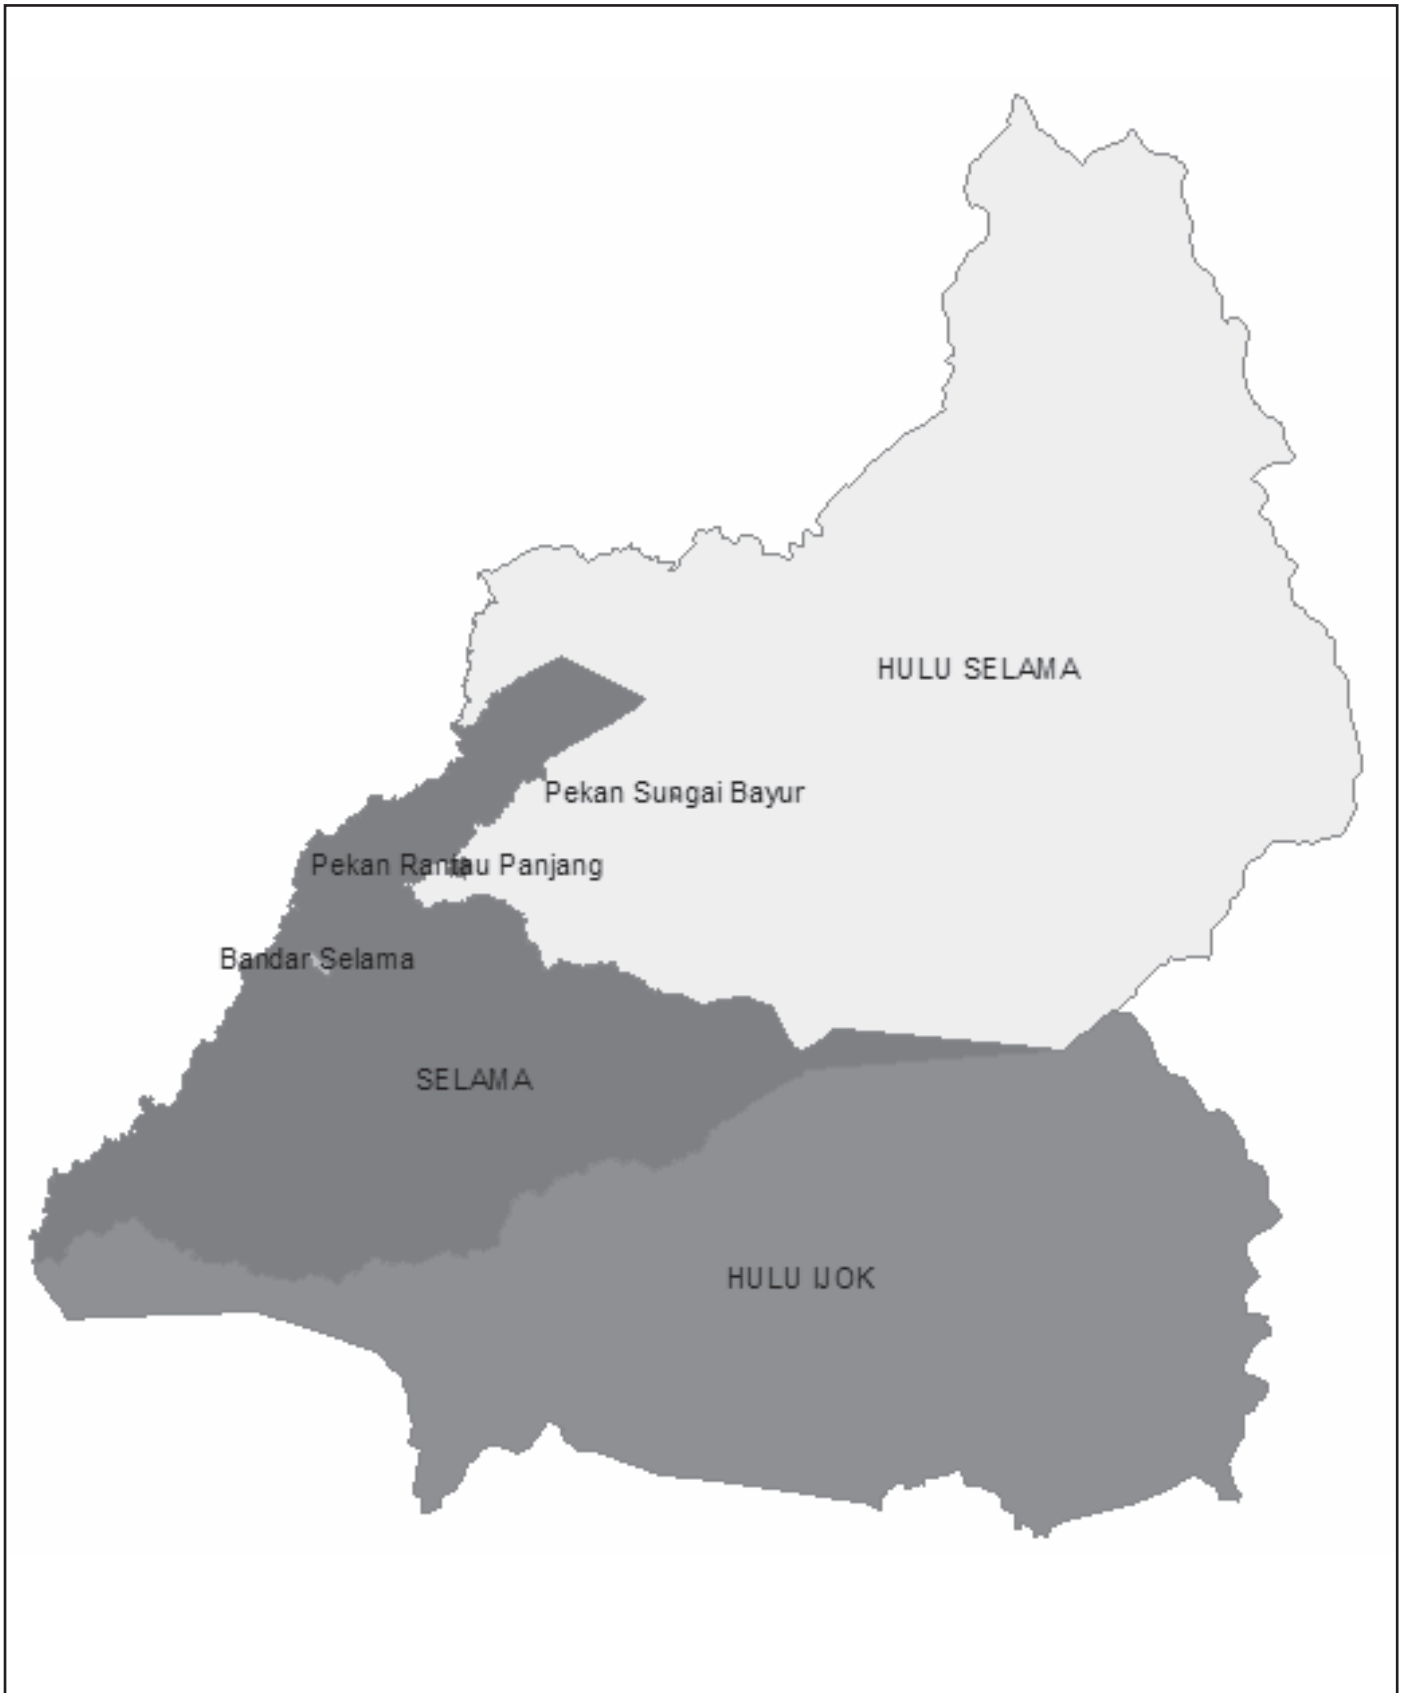 HULU SELAMA
Pekan Sungai Bayur
Pekan Rantau Panjang
Bandar Selama
SELAMA
HULU IJOK